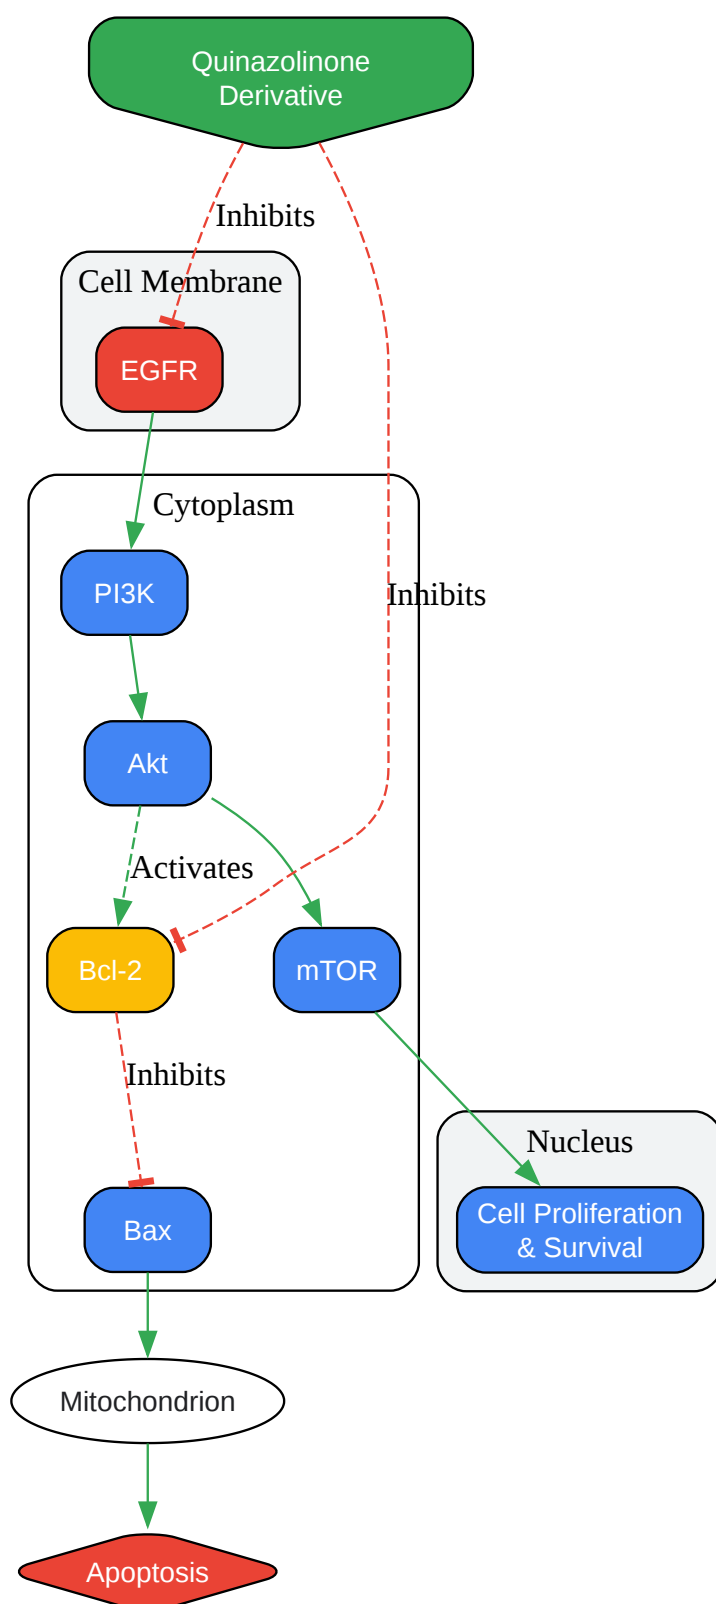 Quinazolinone
Derivative
Inhibits
Cell Membrane
EGFR
Cytoplasm
PI3K
Inhibits
Akt
Activates
Bcl-2
mTOR
Inhibits
Nucleus
Cell Proliferation
& Survival
Bax
Mitochondrion
Apoptosis